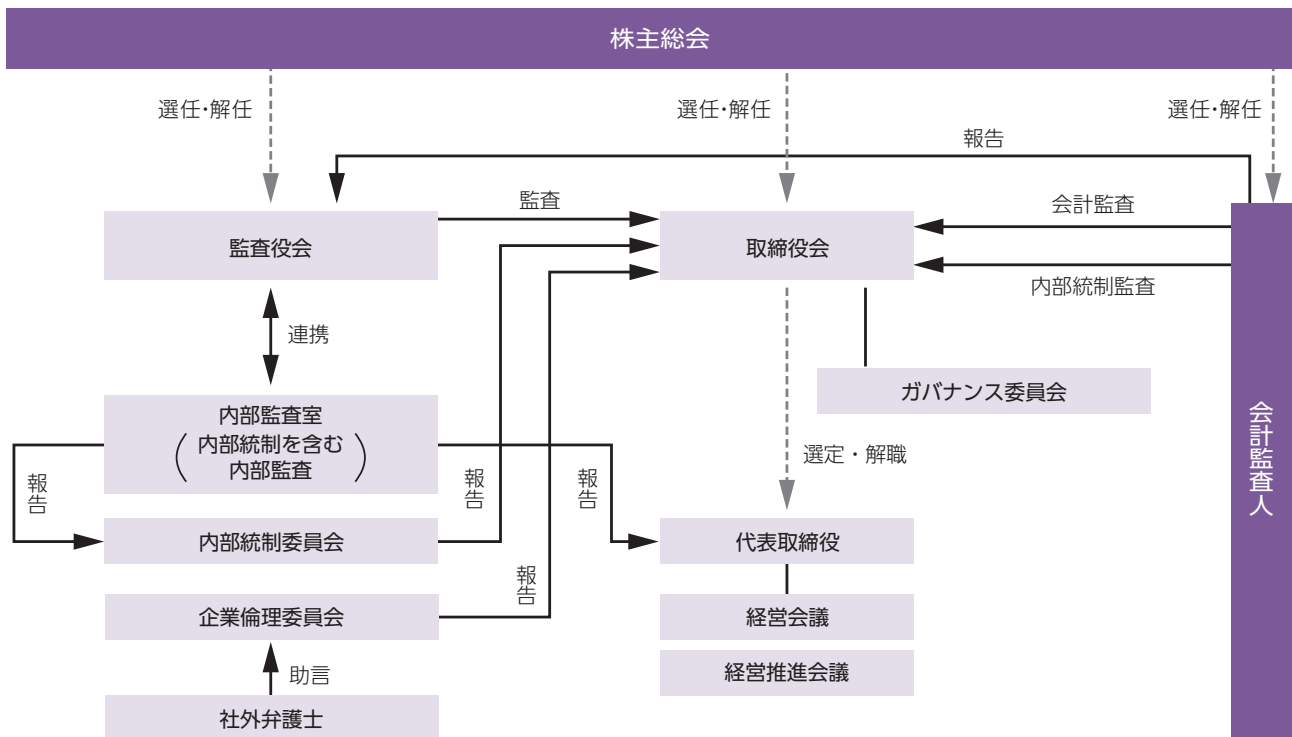 株主総会
選任・解任
選任・解任
選任・解任
報告
監査
会計監査
監査役会
取締役会
内部統制監査
連携
ガバナンス委員会
内部監査室
(内部統制を含む
内部監査)
選定・解職
会計監査人
報告
報告
報告
内部統制委員会
代表取締役
報告
企業倫理委員会
経営会議
助言
経営推進会議
社外弁護士